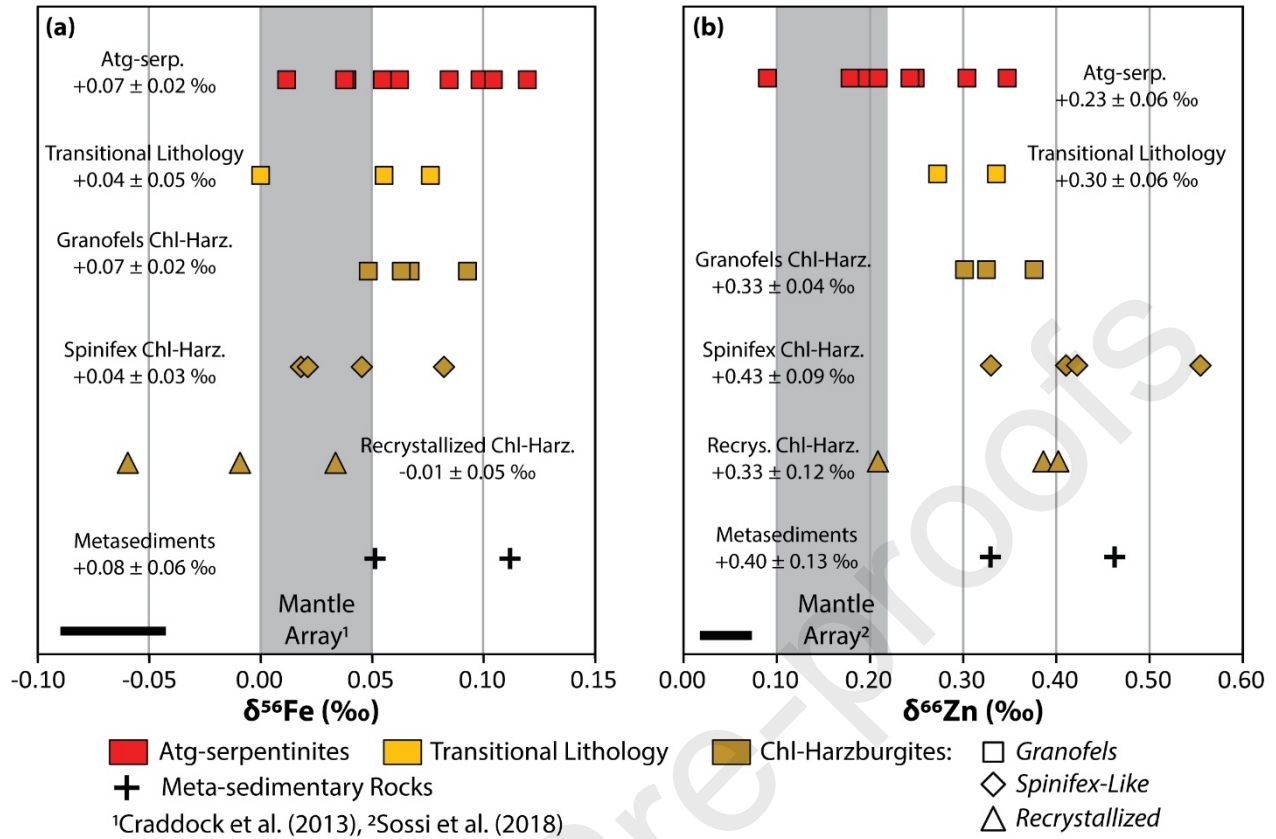 (a)
Atg-serp.
+0.07 ± 0.02 ‰
Transitional Lithology
+0.04 ± 0.05 ‰
Granofels Chl-Harz.
+0.07 ± 0.02 ‰
Spinifex Chl-Harz.
+0.04 ± 0.03 ‰
Recrystallized Chl-Harz.
-0.01 ± 0.05 ‰
Metasediments
+0.08 ± 0.06 ‰
Mantle
Array¹
-0.10 -0.05 0.00 0.05 0.10 0.15
δ⁵⁶Fe (‰)
(b)
Atg-serp.
+0.23 ± 0.06 ‰
Transitional Lithology
+0.30 ± 0.06 ‰
Granofels Chl-Harz.
+0.33 ± 0.04 ‰
Spinifex Chl-Harz.
+0.43 ± 0.09 ‰
Recrys. Chl-Harz.
+0.33 ± 0.12 ‰
Metasediments
+0.40 ± 0.13 ‰
Mantle
Array²
0.00 0.10 0.20 0.30 0.40 0.50 0.60
δ⁶⁶Zn (‰)
Atg-serpentinites Transitional Lithology Chl-Harzburgites: Granofels
Meta-sedimentary Rocks Spinifex-Like
¹Craddock et al. (2013), ²Sossi et al. (2018) Recrystallized
re-proofs